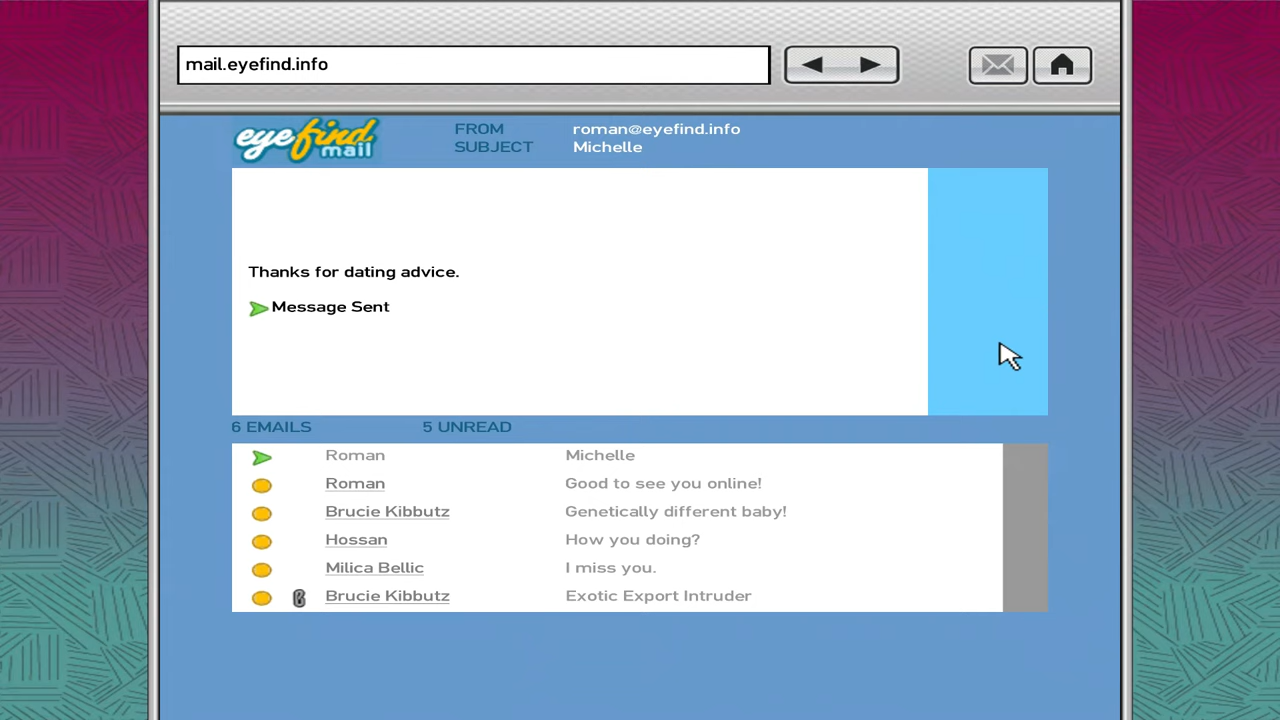 mail.eyefind.info
eyefind mail
FROM roman@eyefind.info
SUBJECT Michelle
Thanks for dating advice.
Message Sent
6 EMAILS 5 UNREAD
Roman Michelle
Roman Good to see you online!
Brucie Kibbutz Genetically different baby!
Hossan How you doing?
Milica Bellic I miss you.
Brucie Kibbutz Exotic Export Intruder